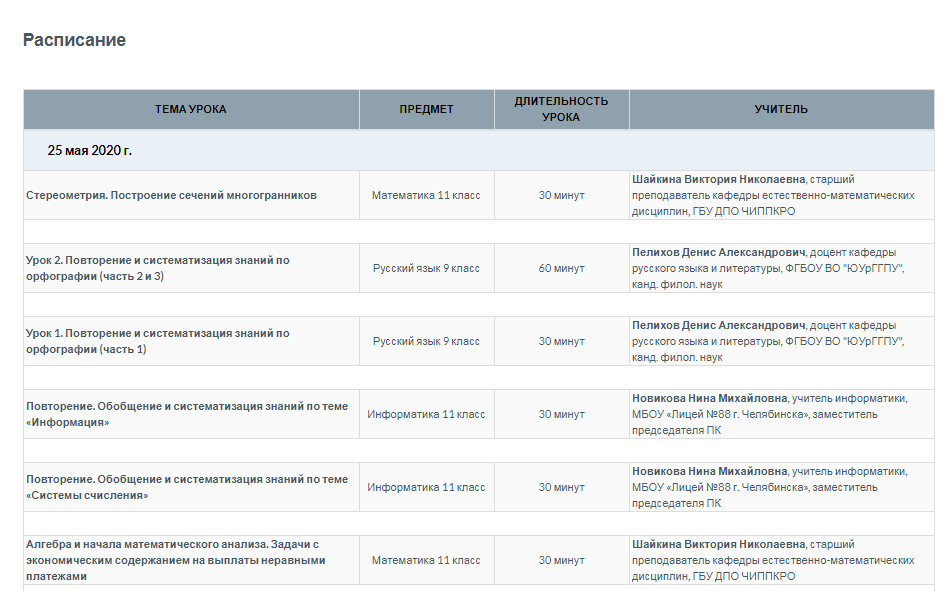 Расписание
ТЕМА УРОКА
ПРЕДМЕТ
ДЛИТЕЛЬНОСТЬ
УРОКА
УЧИТЕЛЬ
25 мая 2020 г.
Стереометрия. Построение сечений многогранников
Математика 11 класс
30 минут
Шайкина Виктория Николаевна, старший
преподаватель кафедры естественно-математических
дисциплин, ГБУ ДПО ЧИППКРО
Урок 2. Повторение и систематизация знаний по
орфографии (часть 2 и 3)
Русский язык 9 класс
60 минут
Пелихов Денис Александрович, доцент кафедры
русского языка и литературы, ФГБОУ ВО "ЮУрГГПУ",
канд. филол. наук
Урок 1. Повторение и систематизация знаний по
орфографии (часть 1)
Русский язык 9 класс
30 минут
Пелихов Денис Александрович, доцент кафедры
русского языка и литературы, ФГБОУ ВО "ЮУрГГПУ",
канд. филол. наук
Повторение. Обобщение и систематизация знаний по теме
«Информация»
Информатика 11 класс
30 минут
Новикова Нина Михайловна, учитель информатики,
МБОУ «Лицей №88 г. Челябинска», заместитель
председателя ПК
Повторение. Обобщение и систематизация знаний по теме
«Системы счисления»
Информатика 11 класс
30 минут
Новикова Нина Михайловна, учитель информатики,
МБОУ «Лицей №88 г. Челябинска», заместитель
председателя ПК
Алгебра и начала математического анализа. Задачи с
экономическим содержанием на выплаты неравными
платежами
Математика 11 класс
30 минут
Шайкина Виктория Николаевна, старший
преподаватель кафедры естественно-математических
дисциплин, ГБУ ДПО ЧИППКРО